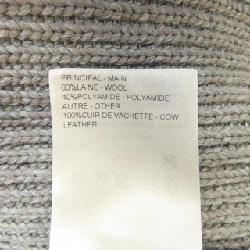 PRINCIPAL - MAIN
60%LAINE - WOOL
40%POLYAMIDE - POLYAMIDE
AUTRE - OTHER
100%CUIR DE VACHETTE - COW
LEATHER